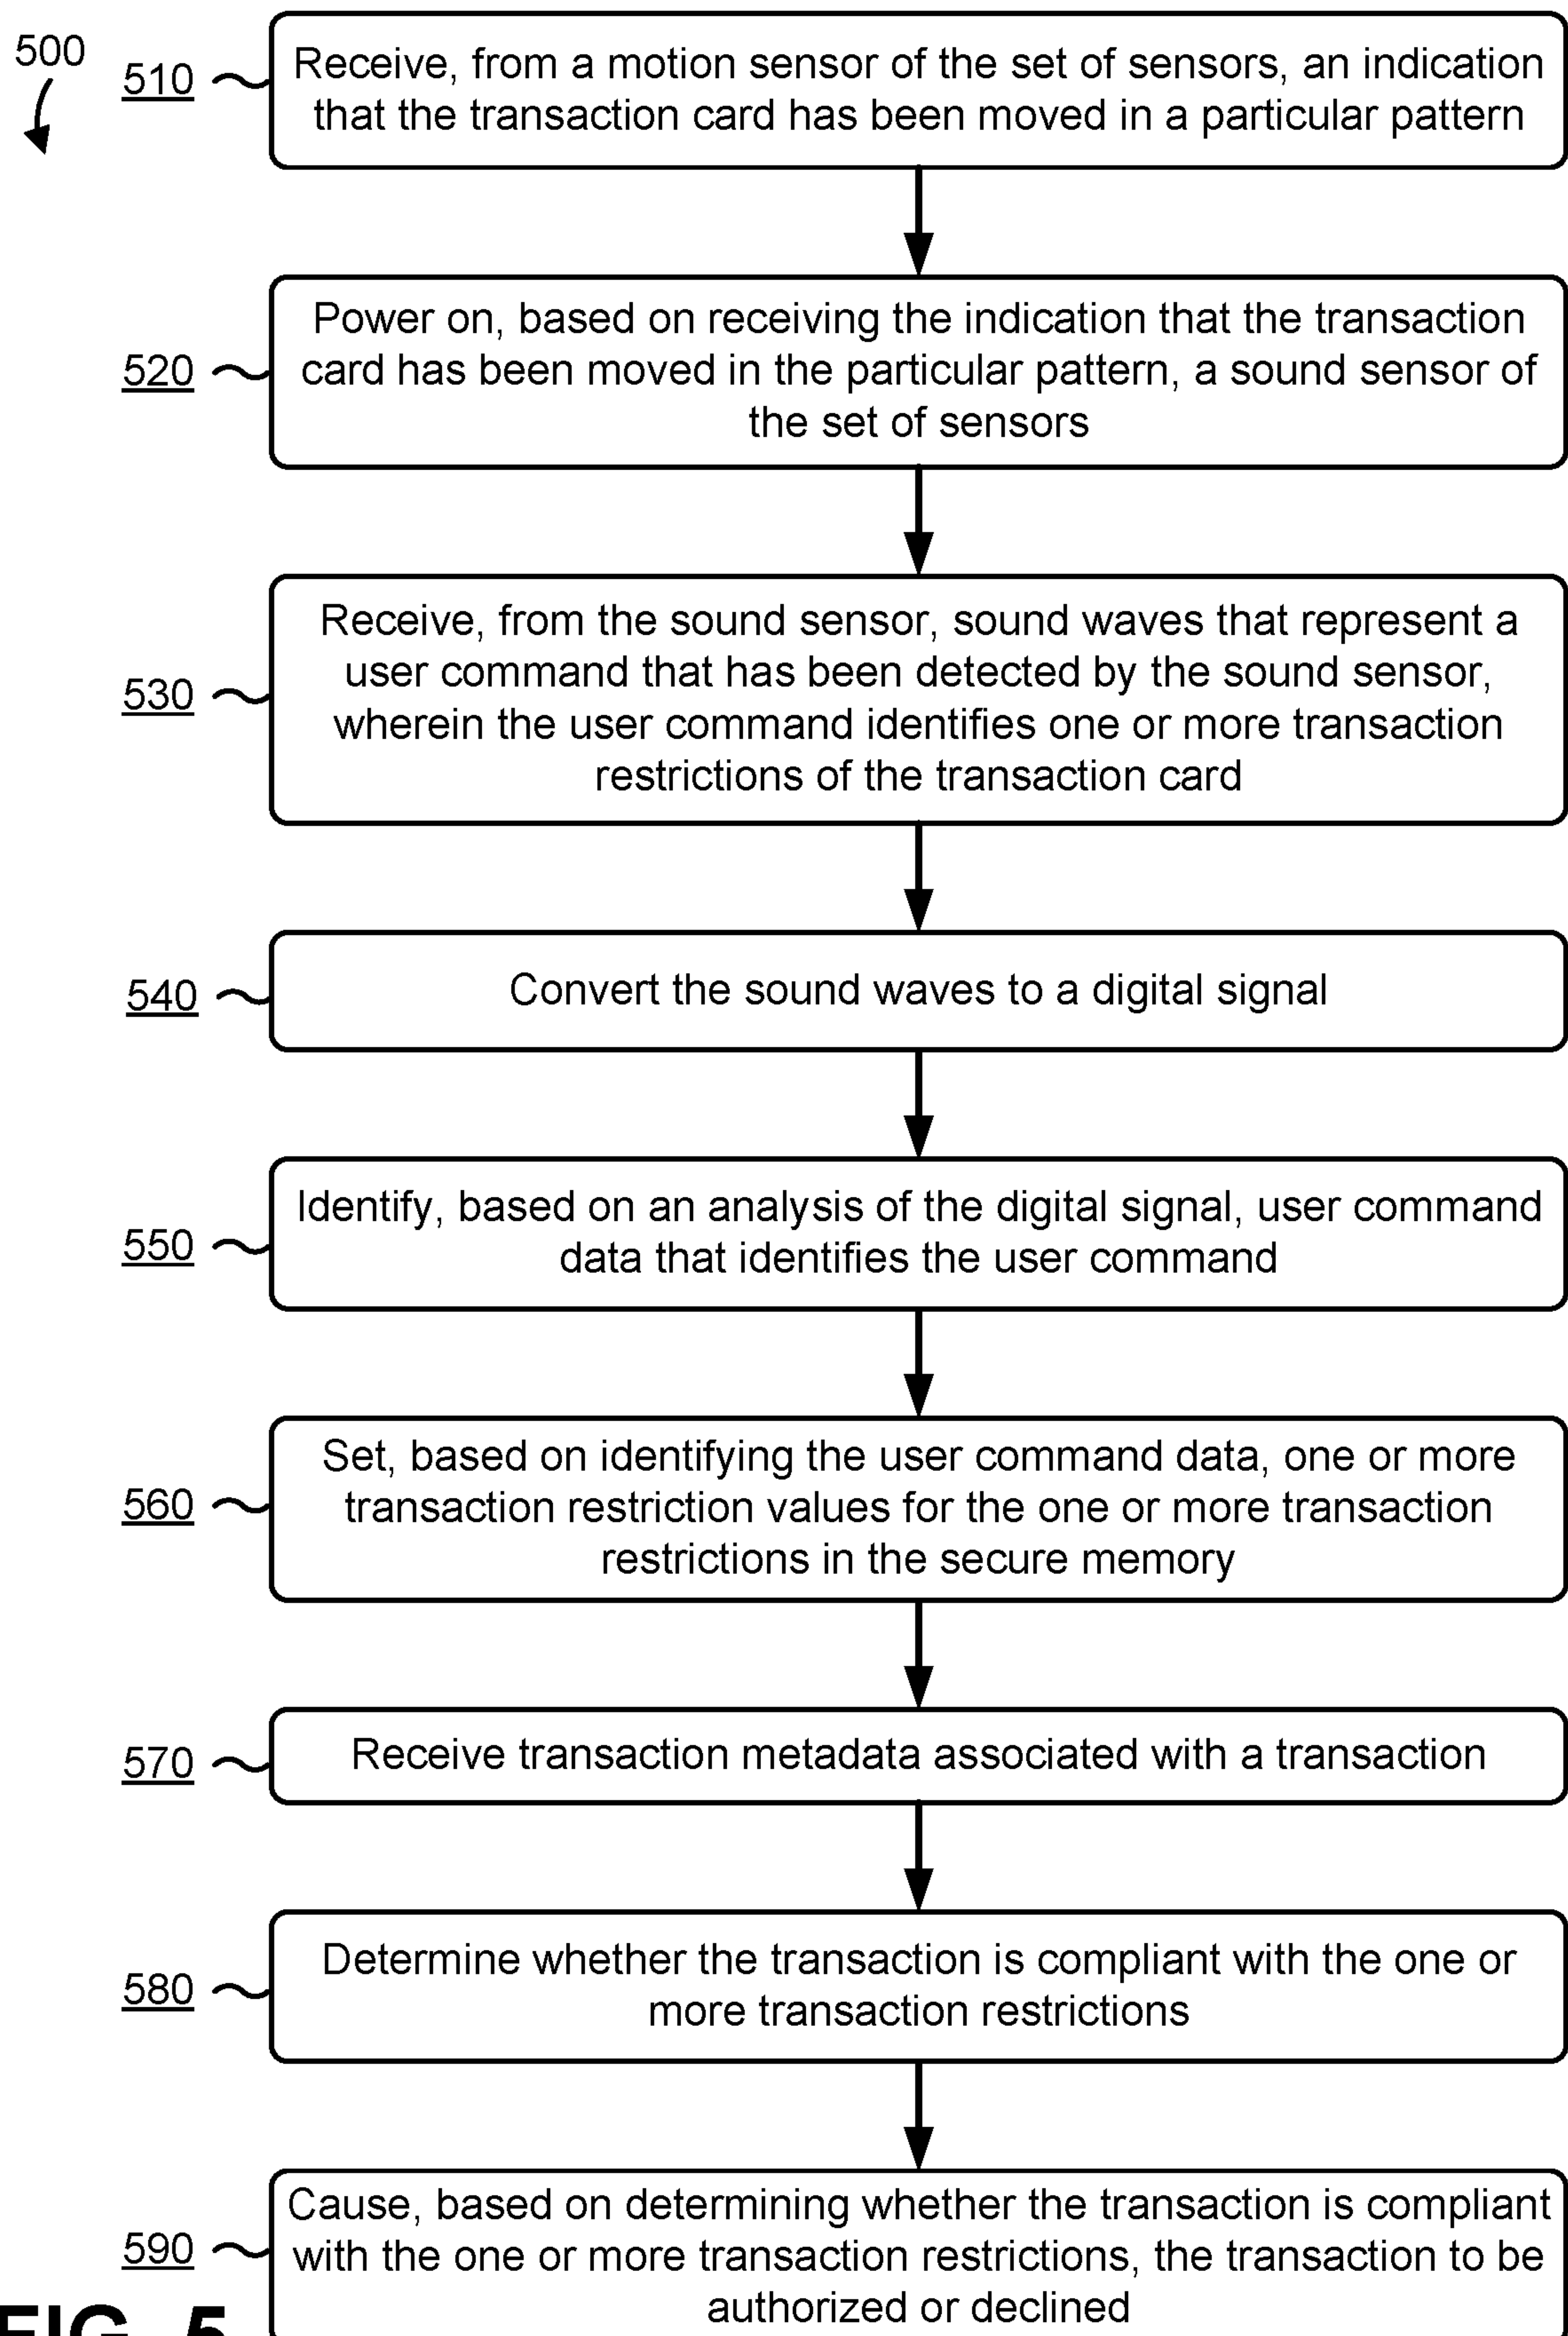 500
510
Receive, from a motion sensor of the set of sensors, an indication
that the transaction card has been moved in a particular pattern
520
Power on, based on receiving the indication that the transaction
card has been moved in the particular pattern, a sound sensor of
the set of sensors
530
Receive, from the sound sensor, sound waves that represent a
user command that has been detected by the sound sensor,
wherein the user command identifies one or more transaction
restrictions of the transaction card
540
Convert the sound waves to a digital signal
550
Identify, based on an analysis of the digital signal, user command
data that identifies the user command
560
Set, based on identifying the user command data, one or more
transaction restriction values for the one or more transaction
restrictions in the secure memory
570
Receive transaction metadata associated with a transaction
580
Determine whether the transaction is compliant with the one or
more transaction restrictions
590
Cause, based on determining whether the transaction is compliant
with the one or more transaction restrictions, the transaction to be
authorized or declined
FIG. 5